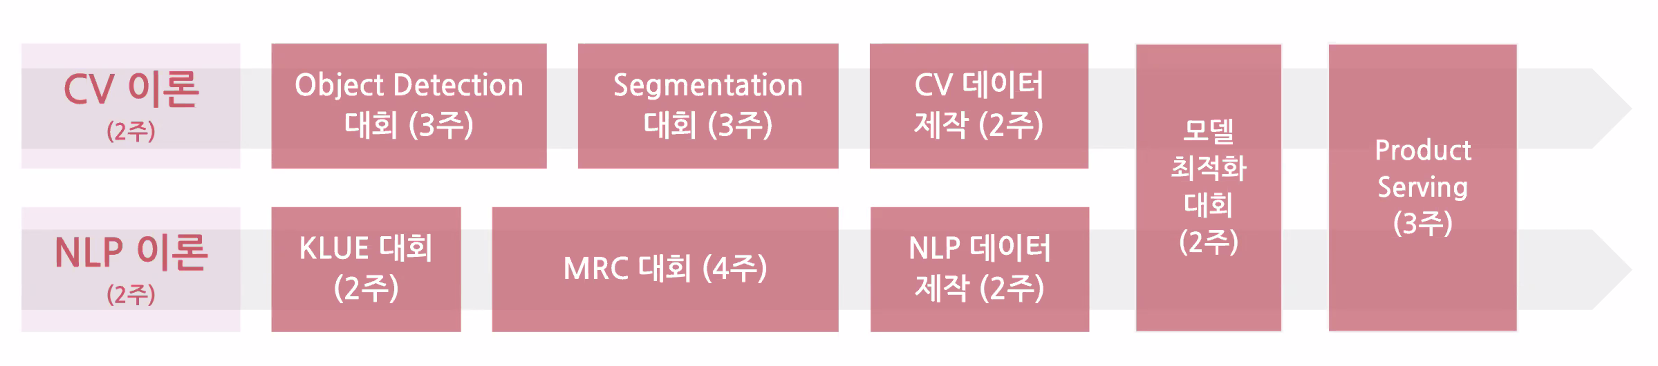 CV 이론
(2주)
Object Detection
대회 (3주)
Segmentation
대회 (3주)
CV 데이터
제작 (2주)
NLP 이론
(2주)
KLUE 대회
(2주)
MRC 대회 (4주)
NLP 데이터
제작 (2주)
모델
최적화
대회
(2주)
Product
Serving
(3주)